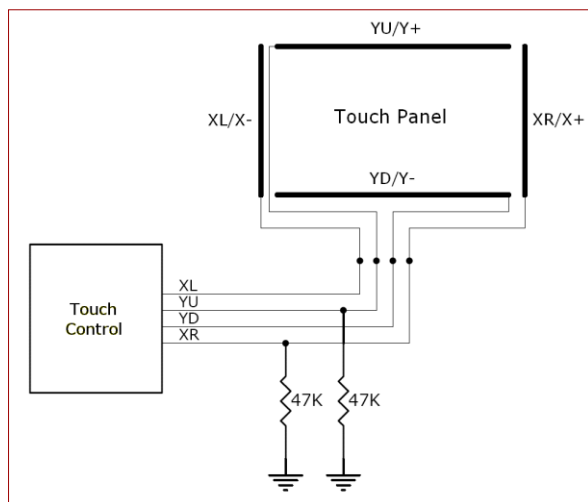 YU/Y+
XL/X-
Touch Panel
XR/X+
YD/Y-
XL
YU
YD
XR
Touch
Control
47K
47K